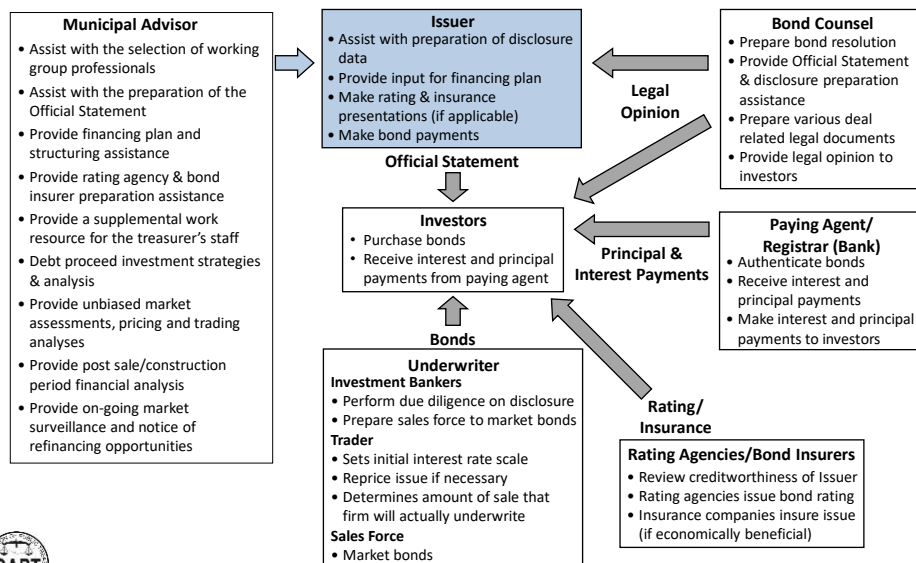 Municipal Advisor
• Assist with the selection of working
group professionals
• Assist with the preparation of the
Official Statement
• Provide financing plan and
structuring assistance
• Provide rating agency & bond
insurer preparation assistance
• Provide a supplemental work
resource for the treasurer's staff
• Debt proceed investment strategies
& analysis
• Provide unbiased market
assessments, pricing and trading
analyses
• Provide post sale/construction
period financial analysis
• Provide on-going market
surveillance and notice of
refinancing opportunities
Issuer
• Assist with preparation of disclosure
data
• Provide input for financing plan
• Make rating & insurance
presentations (if applicable)
• Make bond payments
Official Statement
Legal
Opinion
Bond Counsel
• Prepare bond resolution
• Provide Official Statement
& disclosure preparation
assistance
• Prepare various deal
related legal documents
• Provide legal opinion to
investors
Investors
• Purchase bonds
• Receive interest and principal
payments from paying agent
Principal &
Interest Payments
Paying Agent/
Registrar (Bank)
• Authenticate bonds
• Receive interest and
principal payments
• Make interest and principal
payments to investors
Bonds
Underwriter
Investment Bankers
• Perform due diligence on disclosure
• Prepare sales force to market bonds
Trader
• Sets initial interest rate scale
• Reprice issue if necessary
• Determines amount of sale that
firm will actually underwrite
Sales Force
• Market bonds
Rating/
Insurance
Rating Agencies/Bond Insurers
• Review creditworthiness of Issuer
• Rating agencies issue bond rating
• Insurance companies insure issue
(if economically beneficial)